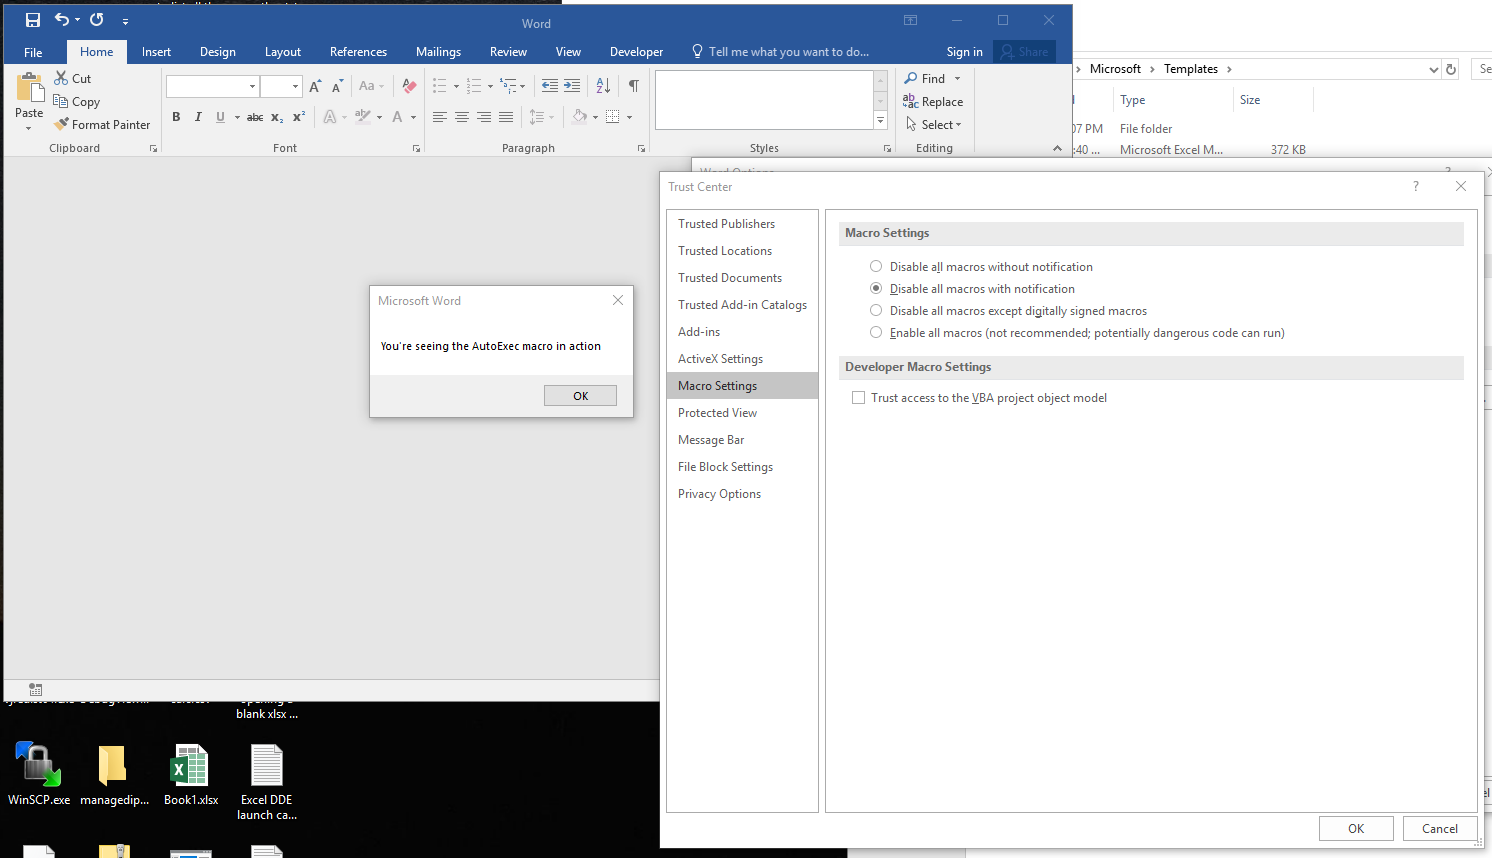 Word
File
Home
Insert
Design
Layout
References
Mailings
Review
View
Developer
Tell me what you want to do...
Sign in
Share
Paste
Cut
Copy
Format Painter
Clipboard
B I U abc X₂ X²
Aa
Font
Paragraph
Styles
Find
Replace
Select
Editing
Microsoft
Templates
Type
Size
07 PM
File folder
:40 ...
Microsoft Excel M...
372 KB
Word Options
Trust Center
Trusted Publishers
Trusted Locations
Trusted Documents
Trusted Add-in Catalogs
Add-ins
ActiveX Settings
Macro Settings
Protected View
Message Bar
File Block Settings
Privacy Options
Macro Settings
Disable all macros without notification
Disable all macros with notification
Disable all macros except digitally signed macros
Enable all macros (not recommended; potentially dangerous code can run)
Developer Macro Settings
Trust access to the VBA project object model
OK
Cancel
Microsoft Word
You're seeing the AutoExec macro in action
OK
blank xlsx ...
WinSCP.exe
managedip...
Book1.xlsx
Excel DDE
launch ca...